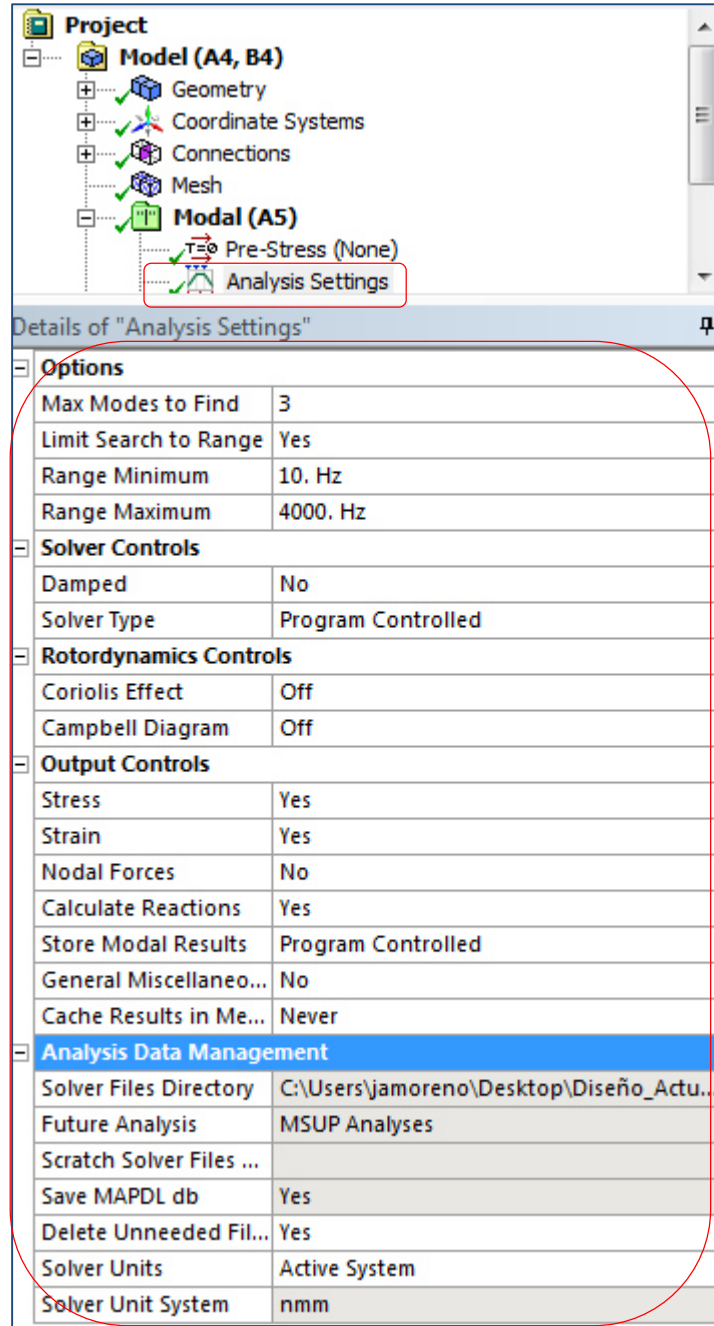 Project
Model (A4, B4)
Geometry
Coordinate Systems
Connections
Mesh
Modal (A5)
T=0 Pre-Stress (None)
Analysis Settings
Details of "Analysis Settings"
Options
Max Modes to Find 3
Limit Search to Range Yes
Range Minimum 10. Hz
Range Maximum 4000. Hz
Solver Controls
Damped No
Solver Type Program Controlled
Rotordynamics Controls
Coriolis Effect Off
Campbell Diagram Off
Output Controls
Stress Yes
Strain Yes
Nodal Forces No
Calculate Reactions Yes
Store Modal Results Program Controlled
General Miscellaneo... No
Cache Results in Me... Never
Analysis Data Management
Solver Files Directory C:\Users\jamoreno\Desktop\Diseño_Actu...
Future Analysis MSUP Analyses
Scratch Solver Files ...
Save MAPDL db Yes
Delete Unneeded Fil... Yes
Solver Units Active System
Solver Unit System nmm